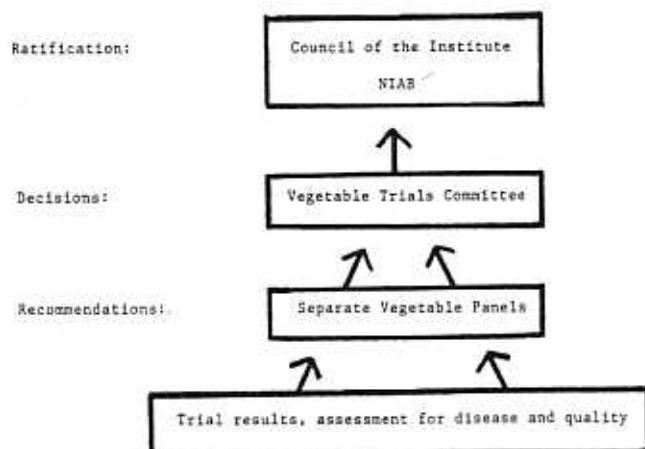 Ratification:
Council of the Institute
NIAB
Decisions:
Vegetable Trials Committee
Recommendations:
Separate Vegetable Panels
Trial results, assessment for disease and quality